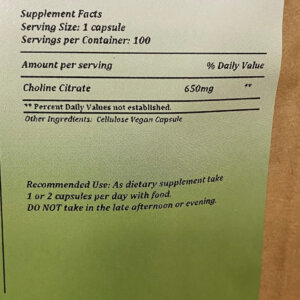 Supplement Facts
Serving Size: 1 capsule
Servings per Container: 100
Amount per serving % Daily Value
Choline Citrate 650mg **
** Percent Daily Values not established.
Other Ingredients: Cellulose Vegan Capsule
Recommended Use: As dietary supplement take
1 or 2 capsules per day with food.
DO NOT take in the late afternoon or evening.